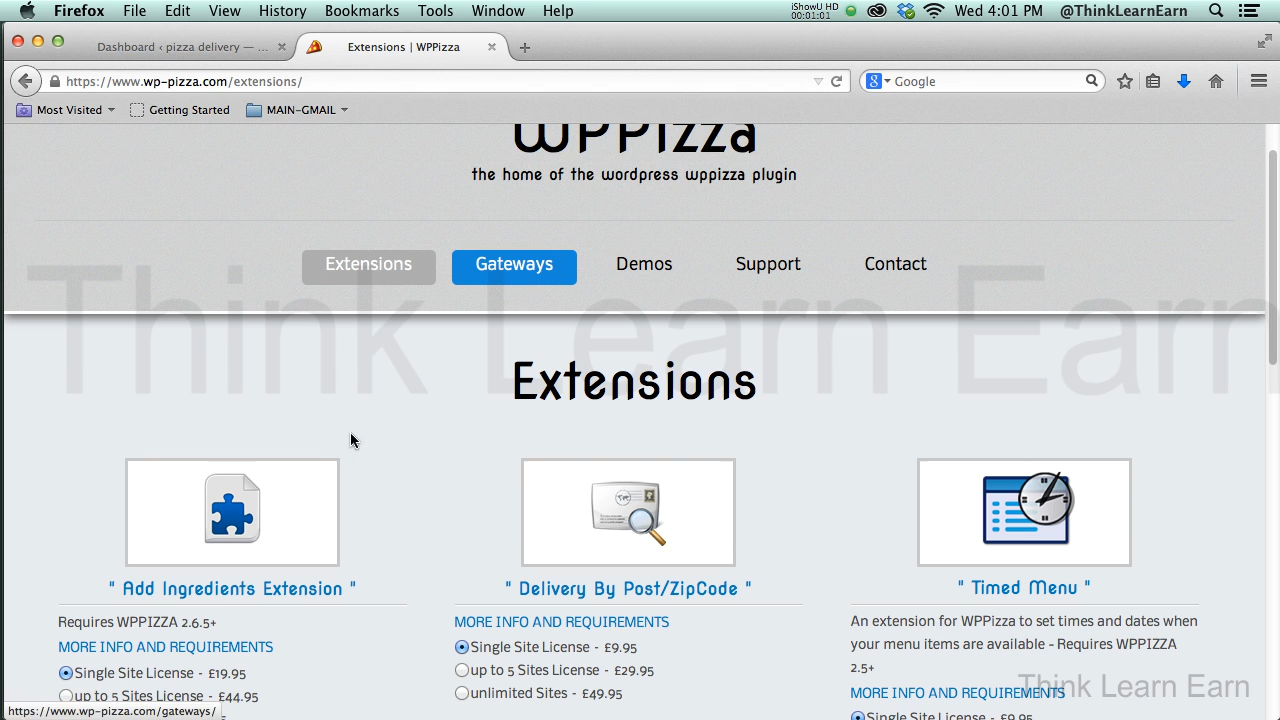 Firefox File Edit View History Bookmarks Tools Window Help iShowU HD 00:01:01 Wed 4:01 PM @ThinkLearnEarn
Dashboard ‹ pizza delivery — ... Extensions | WPPizza
https://www.wp-pizza.com/extensions/ Google
Most Visited Getting Started MAIN-GMAIL
WPPizza
the home of the wordpress wppizza plugin
Extensions Gateways Demos Support Contact
Think Learn Earn
Extensions
" Add Ingredients Extension "
Requires WPPIZZA 2.6.5+
MORE INFO AND REQUIREMENTS
Single Site License - £19.95
up to 5 Sites License - £44.95
" Delivery By Post/ZipCode "
MORE INFO AND REQUIREMENTS
Single Site License - £9.95
up to 5 Sites License - £29.95
unlimited Sites - £49.95
" Timed Menu "
An extension for WPPizza to set times and dates when
your menu items are available - Requires WPPIZZA
2.5+
MORE INFO AND REQUIREMENTS
Single Site License - £9.95
Think Learn Earn
https://www.wp-pizza.com/gateways/